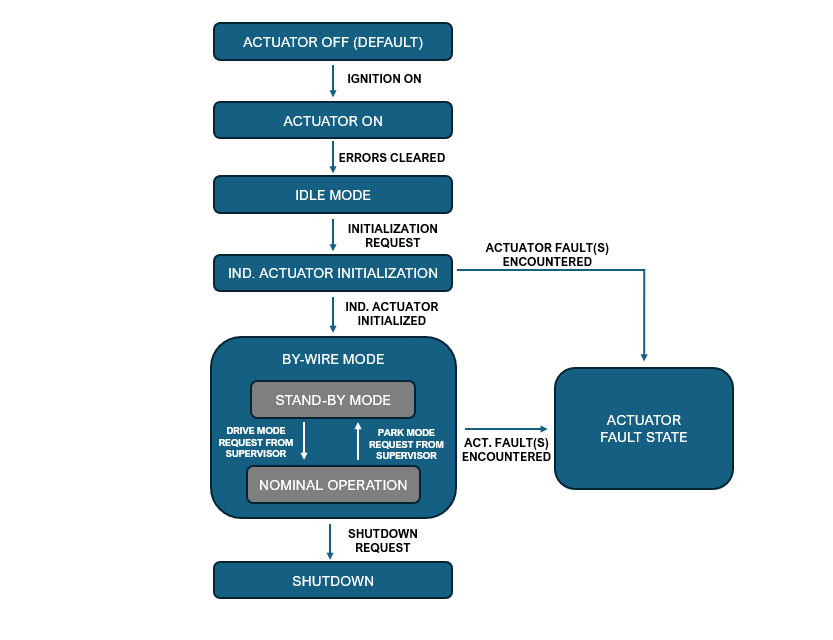 ACTUATOR OFF (DEFAULT)
IGNITION ON
ACTUATOR ON
ERRORS CLEARED
IDLE MODE
INITIALIZATION
REQUEST
ACTUATOR FAULT(S)
ENCOUNTERED
IND. ACTUATOR INITIALIZATION
IND. ACTUATOR
INITIALIZED
BY-WIRE MODE
STAND-BY MODE
DRIVE MODE
REQUEST FROM
SUPERVISOR
PARK MODE
REQUEST FROM
SUPERVISOR
NOMINAL OPERATION
ACT. FAULT(S)
ENCOUNTERED
ACTUATOR
FAULT STATE
SHUTDOWN
REQUEST
SHUTDOWN